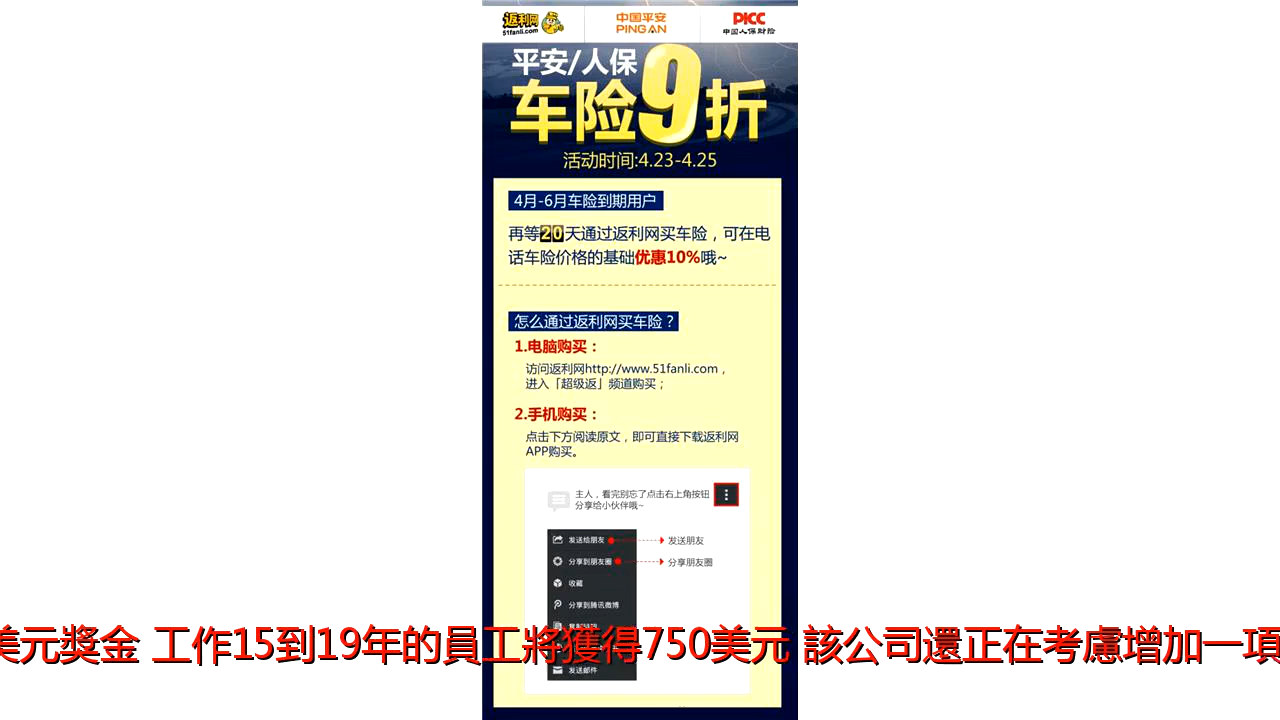 返利网
51fanli.com
中国平安
PING AN
PICC
中国人保财险
平安/人保
车险9折
活动时间:4.23-4.25
4月-6月车险到期用户
再等20天通过返利网买车险，可在电
话车险价格的基础优惠10%哦~
怎么通过返利网买车险？
1.电脑购买：
访问返利网http://www.51fanli.com，
进入「超级返」频道购买；
2.手机购买：
点击下方阅读原文，即可直接下载返利网
APP购买。
主人，看完别忘了点击右上角按钮
分享给小伙伴哦~
发送给朋友
发送朋友
分享到朋友圈
分享朋友圈
收藏
分享到腾讯微博
美元獎金 工作15到19年的員工將獲得750美元 該公司還正在考慮增加一項
发送邮件